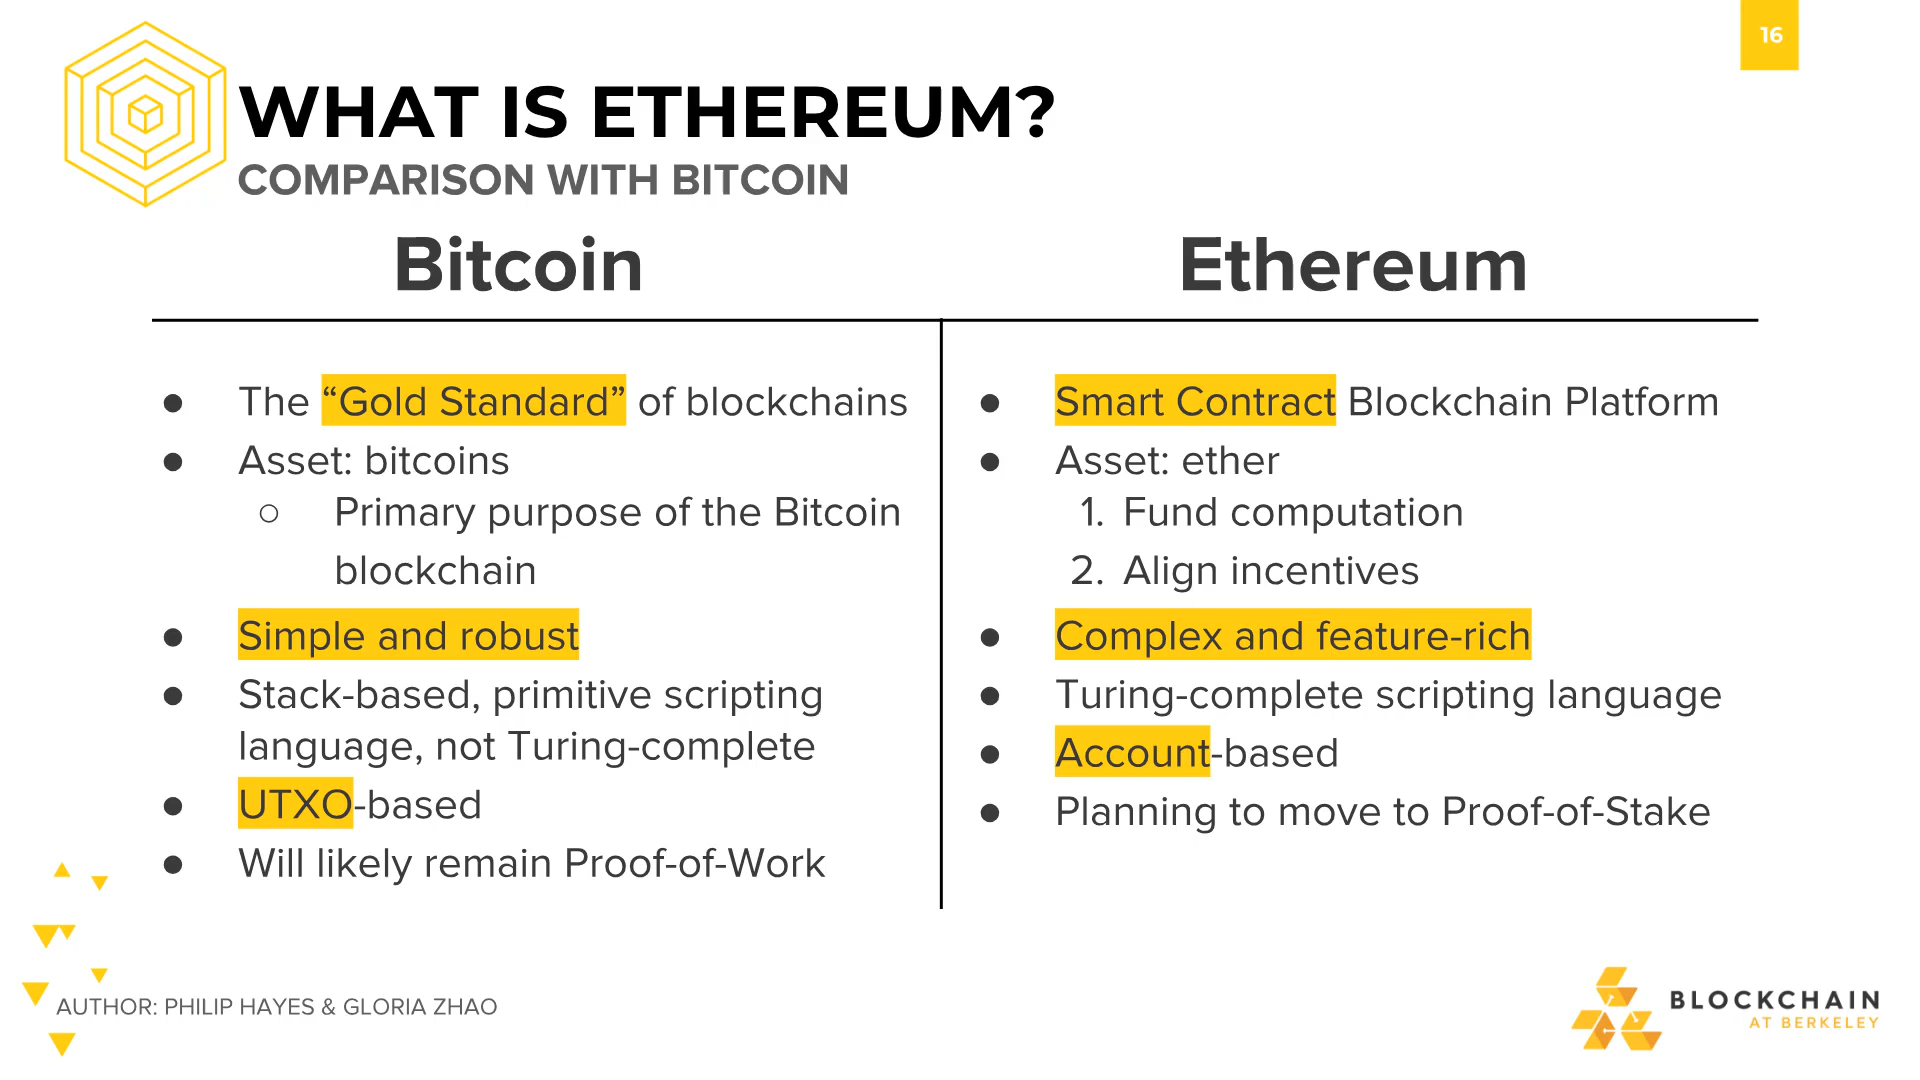 16
WHAT IS ETHEREUM?
COMPARISON WITH BITCOIN
Bitcoin
● The “Gold Standard” of blockchains
● Asset: bitcoins
○ Primary purpose of the Bitcoin
blockchain
● Simple and robust
● Stack-based, primitive scripting
language, not Turing-complete
● UTXO-based
● Will likely remain Proof-of-Work
Ethereum
● Smart Contract Blockchain Platform
● Asset: ether
1. Fund computation
2. Align incentives
● Complex and feature-rich
● Turing-complete scripting language
● Account-based
● Planning to move to Proof-of-Stake
AUTHOR: PHILIP HAYES & GLORIA ZHAO
BLOCKCHAIN
AT BERKELEY